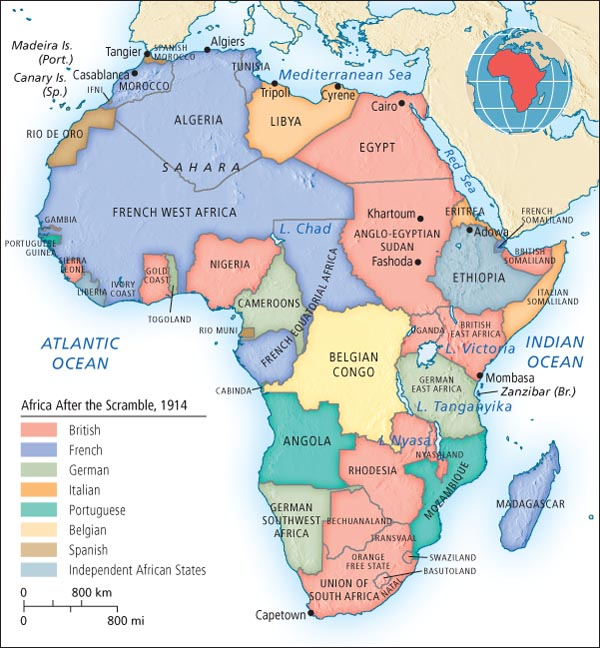 Madeira Is.
(Port.)
Canary Is.
(Sp.)
Tangier
SPANISH
MOROCCO
Algiers
Casablanca
IFNI
MOROCCO
TUNISIA
Mediterranean Sea
Tripoli
Cyrene
Cairo
RIO DE ORO
ALGERIA
LIBYA
EGYPT
SAHARA
Red Sea
FRENCH WEST AFRICA
L. Chad
Khartoum
ANGLO-EGYPTIAN
SUDAN
Fashoda
ERITREA
Adowa
FRENCH
SOMALILAND
BRITISH
SOMALILAND
ETHIOPIA
ITALIAN
SOMALILAND
GAMBIA
PORTUGUESE
GUINEA
SIERRA
LEONE
LIBERIA
IVORY
COAST
GOLD
COAST
TOGOLAND
NIGERIA
CAMEROONS
RIO MUNI
FRENCH EQUATORIAL AFRICA
CABINDA
BELGIAN
CONGO
UGANDA
BRITISH
EAST AFRICA
L. Victoria
ATLANTIC
OCEAN
INDIAN
OCEAN
Mombasa
Zanzibar (Br.)
GERMAN
EAST AFRICA
L. Tanganyika
ANGOLA
L. Nyasa
NYASALAND
RHODESIA
MOZAMBIQUE
MADAGASCAR
GERMAN
SOUTHWEST
AFRICA
BECHUANALAND
TRANSVAAL
ORANGE
FREE STATE
SWAZILAND
BASUTOLAND
UNION OF
SOUTH AFRICA
NATAL
Capetown
Africa After the Scramble, 1914
British
French
German
Italian
Portuguese
Belgian
Spanish
Independent African States
0 800 km
0 800 mi